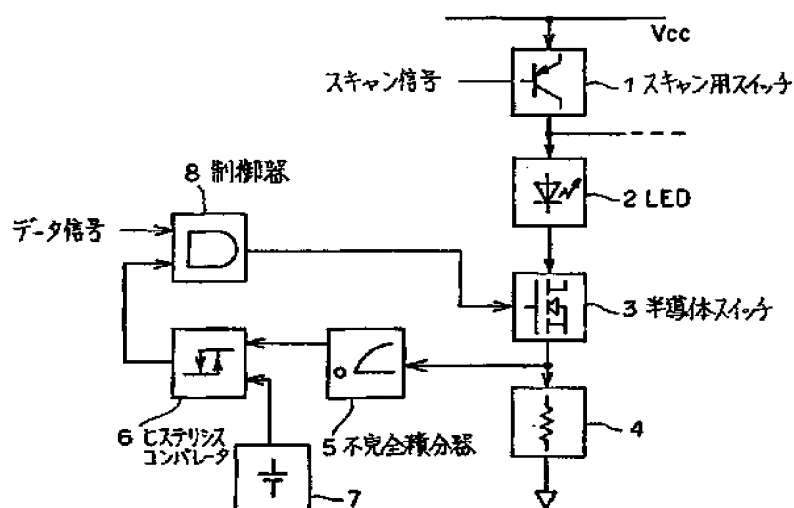 Vcc
スキャン信号
1 スキャン用スイッチ
8 制御器
2 LED
データ信号
3 半導体スイッチ
6 ヒステリシス
コンパレータ
5 不完全積分器
4
7